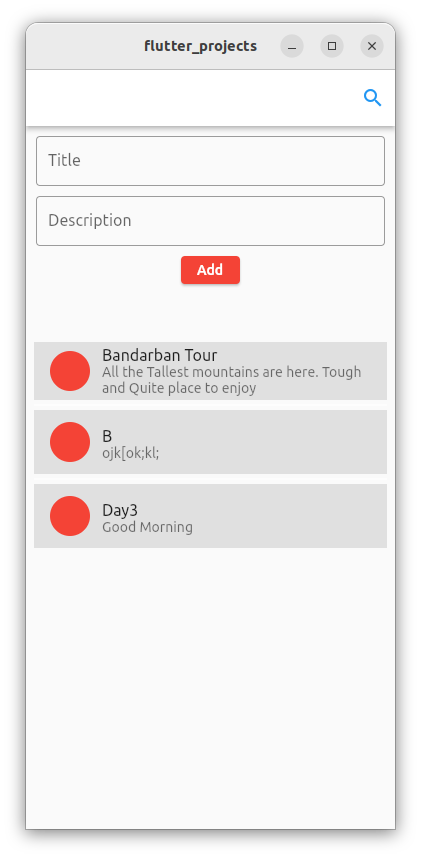 flutter_projects
Title
Description
Add
Bandarban Tour
All the Tallest mountains are here. Tough
and Quite place to enjoy
B
ojk[ok;kl;
Day3
Good Morning